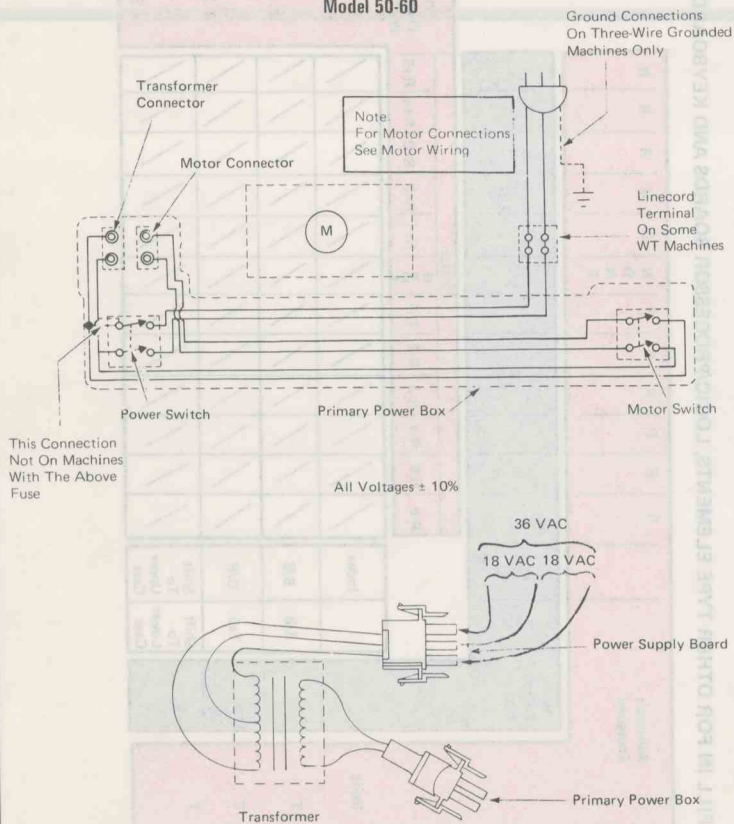 Model 50-60
Ground Connections
On Three-Wire Grounded
Machines Only
Transformer
Connector
Note:
For Motor Connections
See Motor Wiring
Motor Connector
M
Linecord
Terminal
On Some
WT Machines
Power Switch
Primary Power Box
Motor Switch
This Connection
Not On Machines
With The Above
Fuse
All Voltages ± 10%
36 VAC
18 VAC 18 VAC
Power Supply Board
Primary Power Box
Transformer